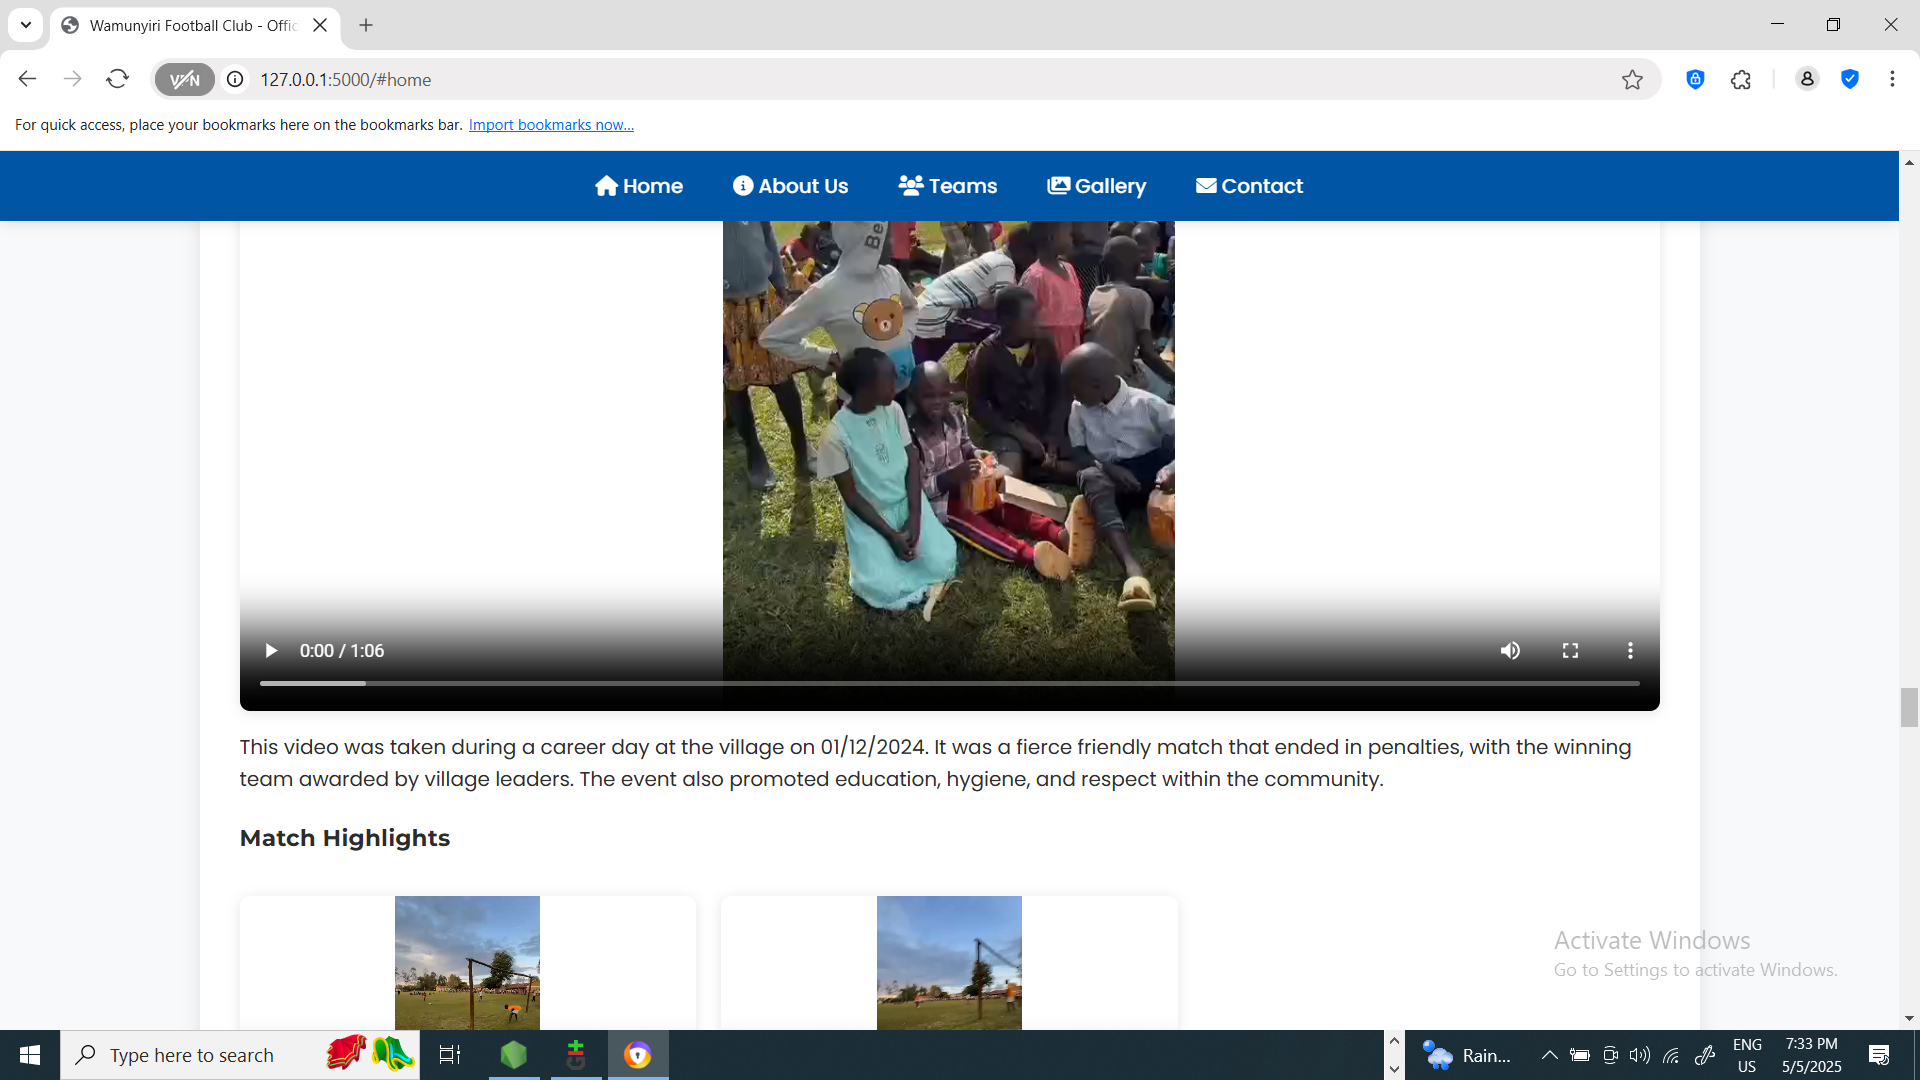 Wamunyiri Football Club - Offic
VPN
127.0.0.1:5000/#home
For quick access, place your bookmarks here on the bookmarks bar. Import bookmarks now...
Home
About Us
Teams
Gallery
Contact
Be
0:00 / 1:06
This video was taken during a career day at the village on 01/12/2024. It was a fierce friendly match that ended in penalties, with the winning
team awarded by village leaders. The event also promoted education, hygiene, and respect within the community.
Match Highlights
Activate Windows
Go to Settings to activate Windows.
Type here to search
Rain...
ENG
US
7:33 PM
5/5/2025